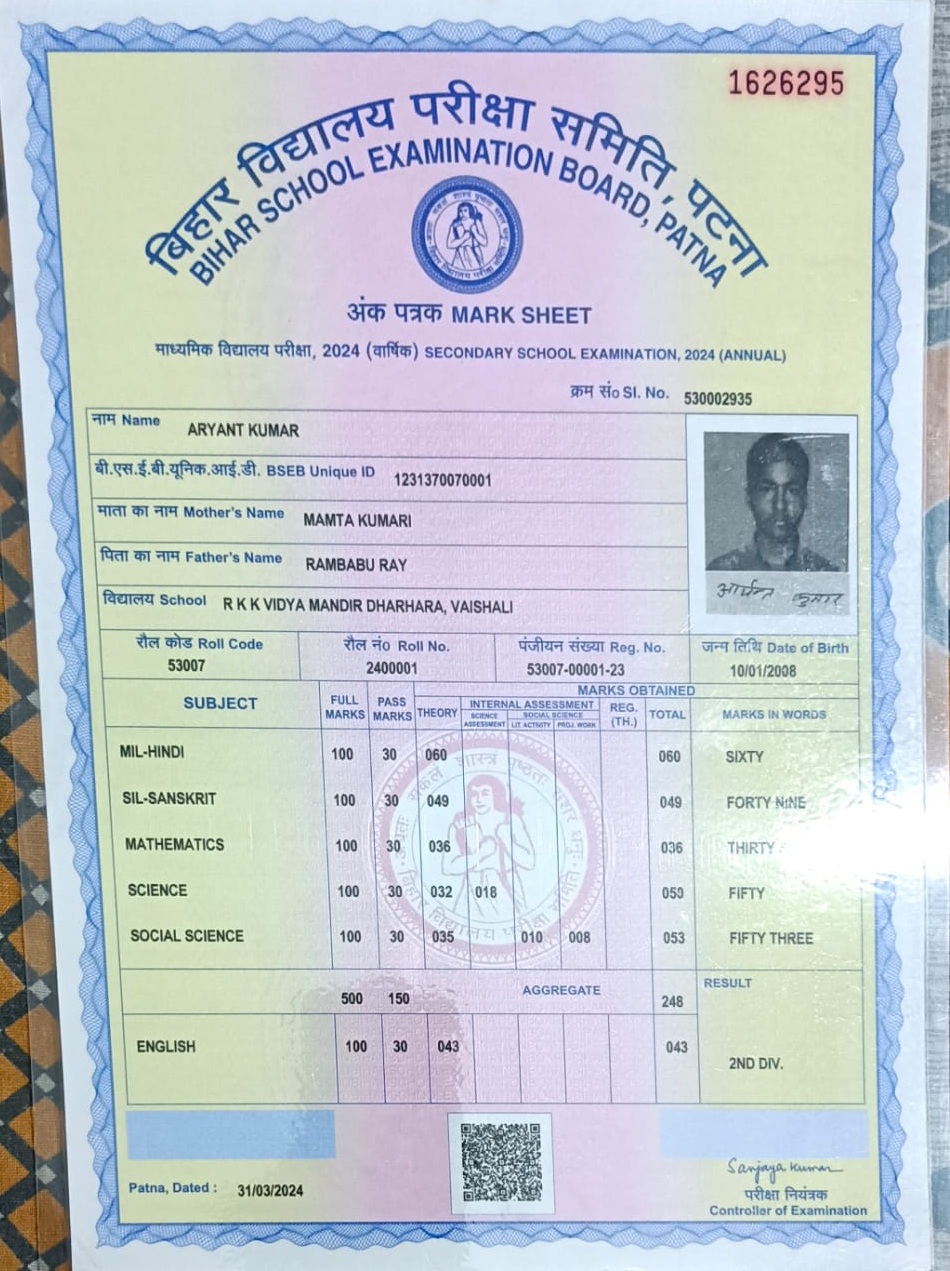 1626295
बिहार विद्यालय परीक्षा समिति, पटना
BIHAR SCHOOL EXAMINATION BOARD, PATNA
अंक पत्रक MARK SHEET
माध्यमिक विद्यालय परीक्षा, 2024 (वार्षिक) SECONDARY SCHOOL EXAMINATION, 2024 (ANNUAL)
क्रम सं० Sl. No. 530002935
नाम Name ARYANT KUMAR
बी.एस.ई.बी.यूनिक.आई.डी. BSEB Unique ID 1231370070001
माता का नाम Mother's Name MAMTA KUMARI
पिता का नाम Father's Name RAMBABU RAY
विद्यालय School R K K VIDYA MANDIR DHARHARA, VAISHALI
कुमार
रौल कोड Roll Code रौल नं० Roll No. पंजीयन संख्या Reg. No. जन्म तिथि Date of Birth
53007 2400001 53007-00001-23 10/01/2008
MARKS OBTAINED
SUBJECT FULL MARKS PASS MARKS THEORY INTERNAL ASSESSMENT REG. (TH.) TOTAL MARKS IN WORDS
SCIENCE ASSESSMENT SOCIAL SCIENCE LIT ACTIVITY PROJ. WORK
MIL-HINDI 100 30 060 060 SIXTY
SIL-SANSKRIT 100 30 049 049 FORTY NINE
MATHEMATICS 100 30 036 036 THIRTY
SCIENCE 100 30 032 018 050 FIFTY
SOCIAL SCIENCE 100 30 035 010 008 053 FIFTY THREE
500 150 AGGREGATE 248 RESULT
ENGLISH 100 30 043 043
2ND DIV.
Patna, Dated : 31/03/2024
Sanjaya Kumar
परीक्षा नियंत्रक
Controller of Examination